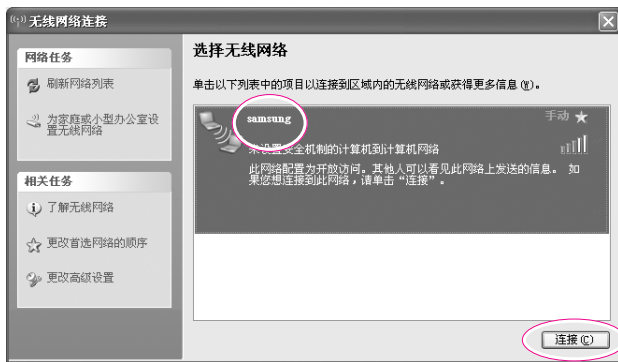 无线网络连接
网络任务
刷新网络列表
为家庭或小型办公室设
置无线网络
相关任务
了解无线网络
更改首选网络的顺序
更改高级设置
选择无线网络
单击以下列表中的项目以连接到区域内的无线网络或获得更多信息(W)。
samsung
手动
未设置安全机制的计算机到计算机网络
此网络配置为开放访问。其他人可以看见此网络上发送的信息。 如
果您想连接到此网络，请单击“连接”。
连接(C)